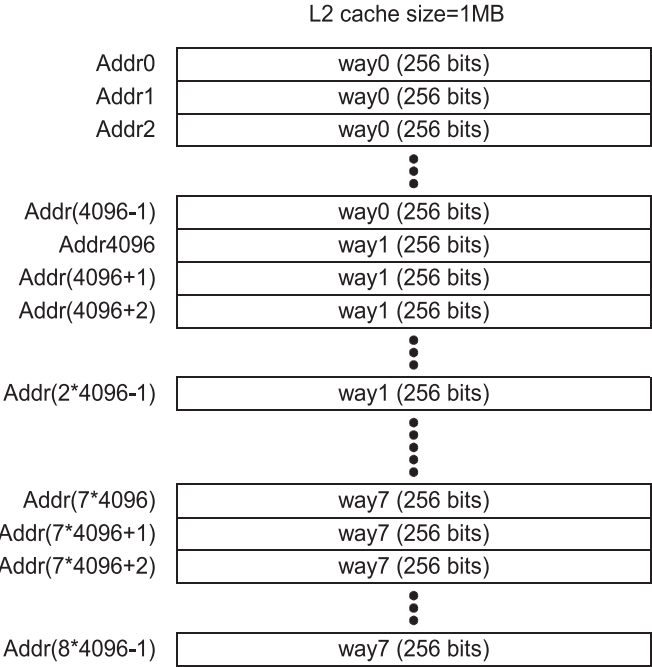 L2 cache size=1MB
Addr0 way0 (256 bits)
Addr1 way0 (256 bits)
Addr2 way0 (256 bits)
Addr(4096-1) way0 (256 bits)
Addr4096 way1 (256 bits)
Addr(4096+1) way1 (256 bits)
Addr(4096+2) way1 (256 bits)
Addr(2*4096-1) way1 (256 bits)
Addr(7*4096) way7 (256 bits)
Addr(7*4096+1) way7 (256 bits)
Addr(7*4096+2) way7 (256 bits)
Addr(8*4096-1) way7 (256 bits)